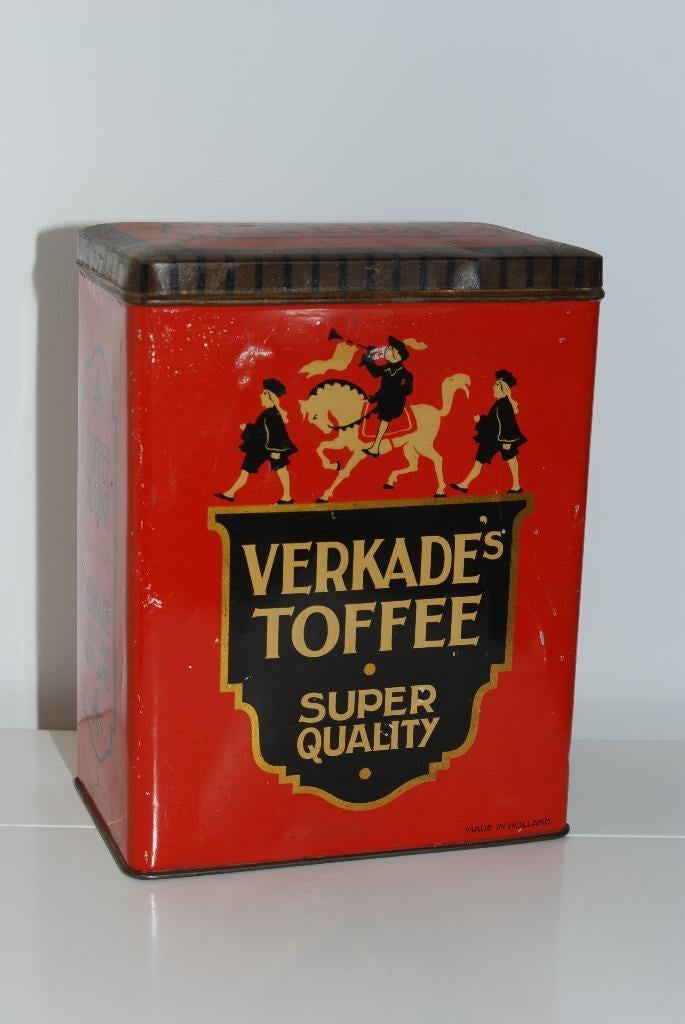 VERKADE'S
TOFFEE
SUPER
QUALITY
MADE IN HOLLAND